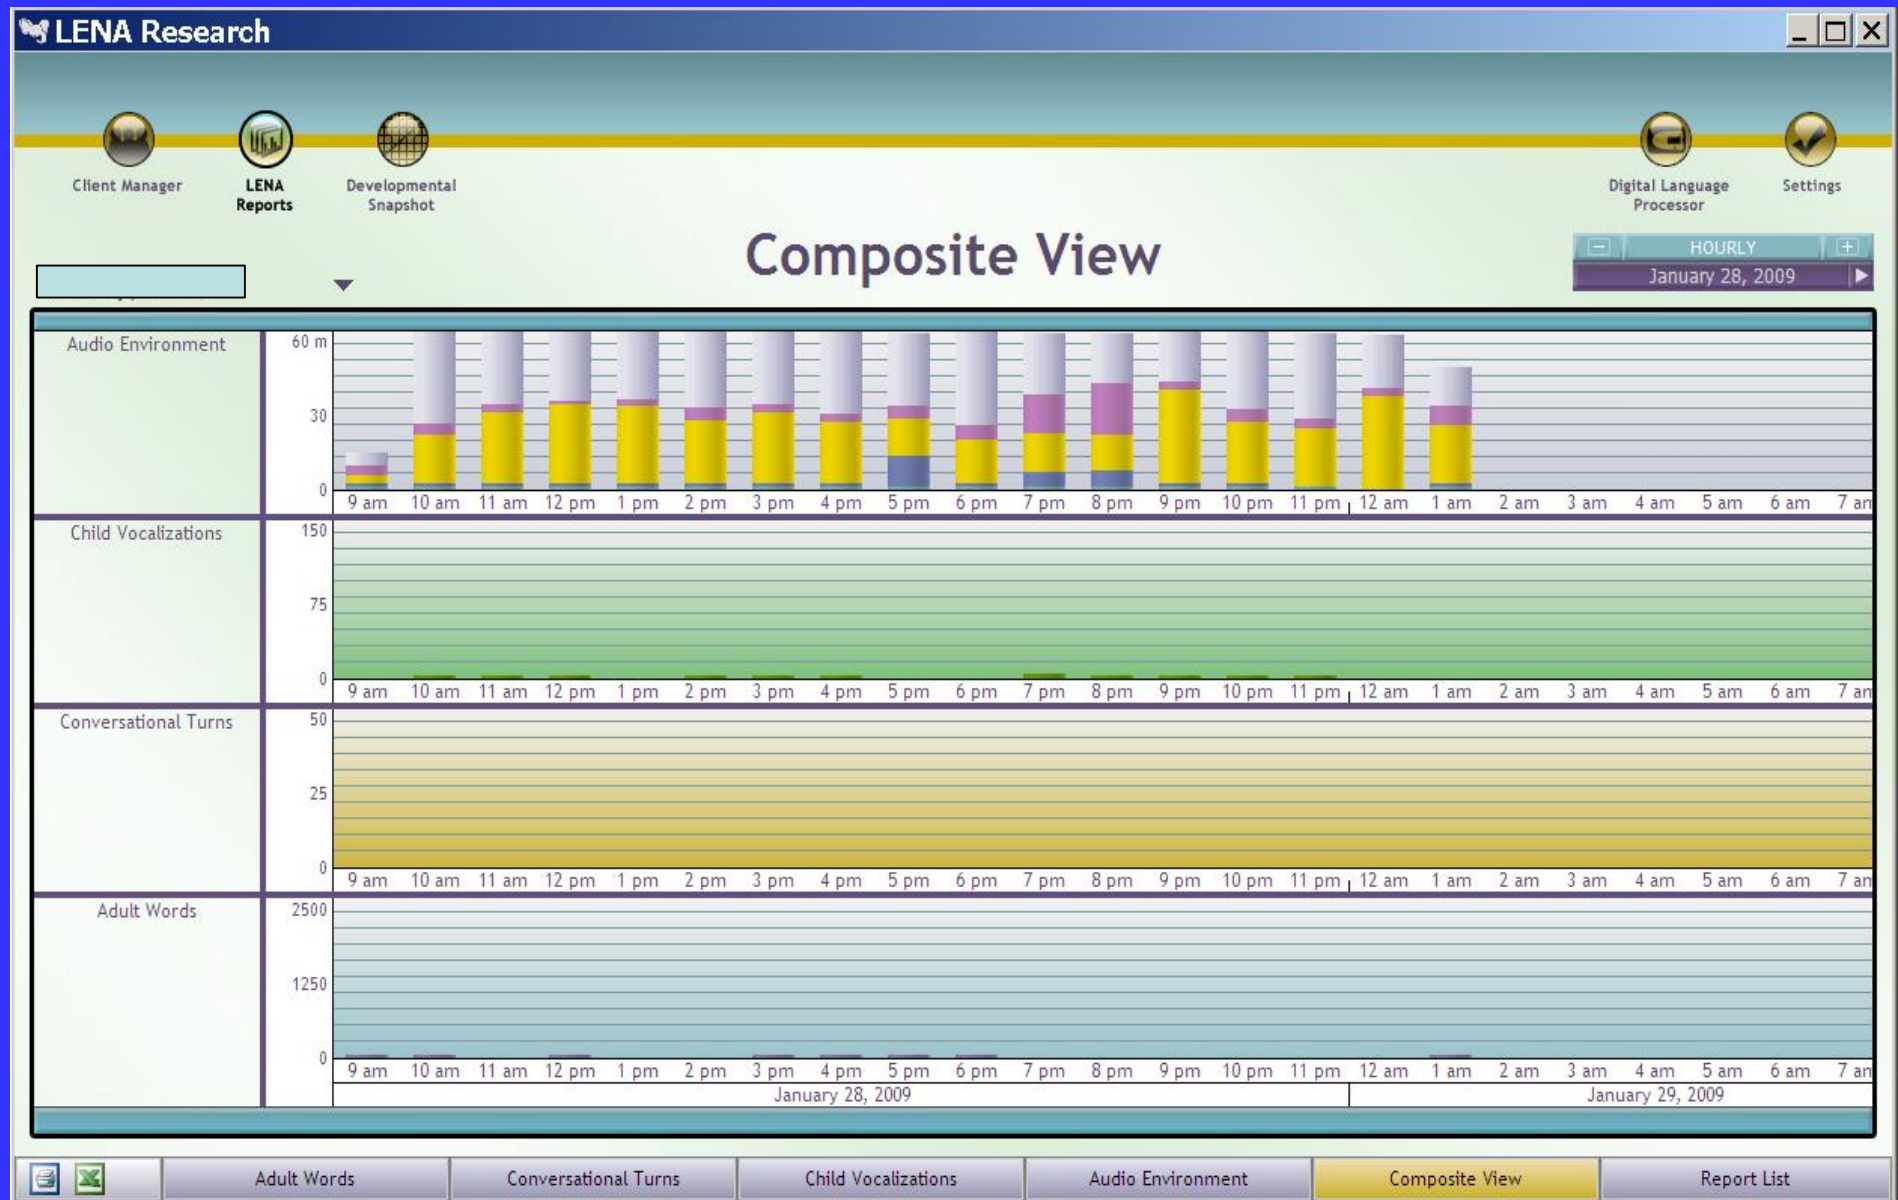 LENA Research
Client Manager
LENA
Reports
Developmental
Snapshot
Digital Language
Processor
Settings
Composite View
HOURLY
January 28, 2009
Audio Environment
60 m
30
0
9 am 10 am 11 am 12 pm 1 pm 2 pm 3 pm 4 pm 5 pm 6 pm 7 pm 8 pm 9 pm 10 pm 11 pm 12 am 1 am 2 am 3 am 4 am 5 am 6 am 7 am
Child Vocalizations
150
75
0
9 am 10 am 11 am 12 pm 1 pm 2 pm 3 pm 4 pm 5 pm 6 pm 7 pm 8 pm 9 pm 10 pm 11 pm 12 am 1 am 2 am 3 am 4 am 5 am 6 am 7 am
Conversational Turns
50
25
0
9 am 10 am 11 am 12 pm 1 pm 2 pm 3 pm 4 pm 5 pm 6 pm 7 pm 8 pm 9 pm 10 pm 11 pm 12 am 1 am 2 am 3 am 4 am 5 am 6 am 7 am
Adult Words
2500
1250
0
9 am 10 am 11 am 12 pm 1 pm 2 pm 3 pm 4 pm 5 pm 6 pm 7 pm 8 pm 9 pm 10 pm 11 pm 12 am 1 am 2 am 3 am 4 am 5 am 6 am 7 am
January 28, 2009 January 29, 2009
Adult Words Conversational Turns Child Vocalizations Audio Environment Composite View Report List